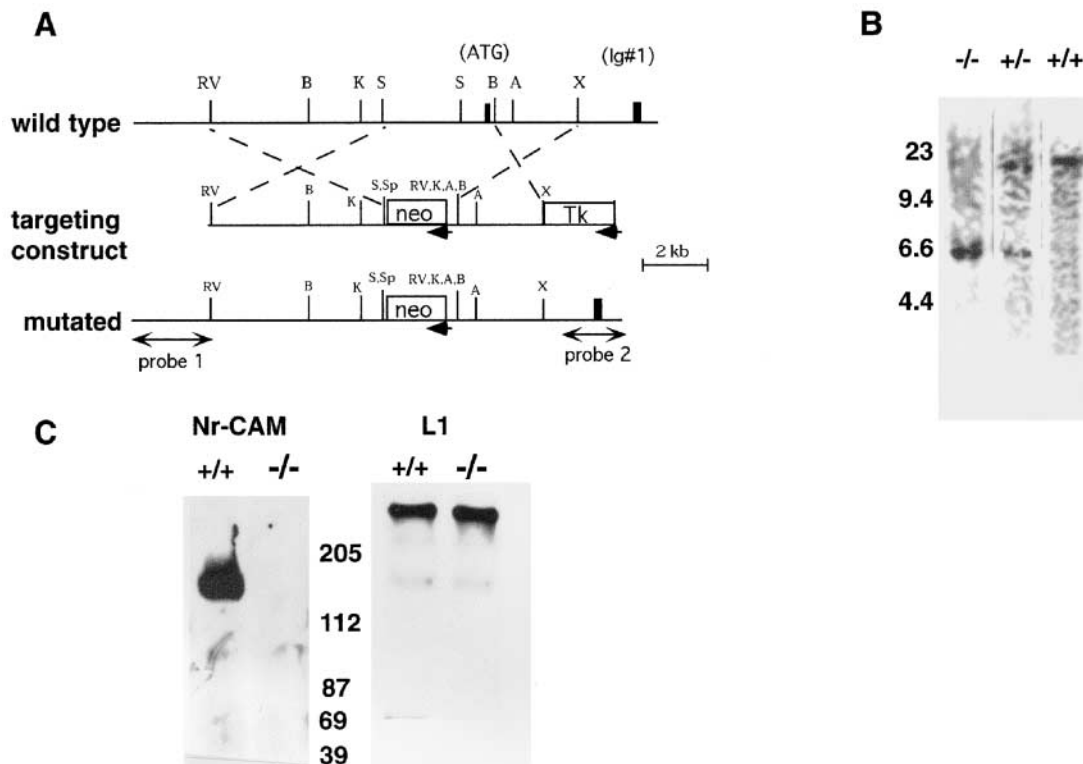 A
(ATG)
(Ig#1)
RV B K S S B A X
wild type
RV B K S,Sp RV,K,A,B A X
neo Tk
targeting
construct
2 kb
RV B K S,Sp RV,K,A,B A X
neo
mutated
probe 1 probe 2
B
-/- +/- +/+
23
9.4
6.6
4.4
C
Nr-CAM L1
+/+ -/- +/+ -/-
205
112
87
69
39